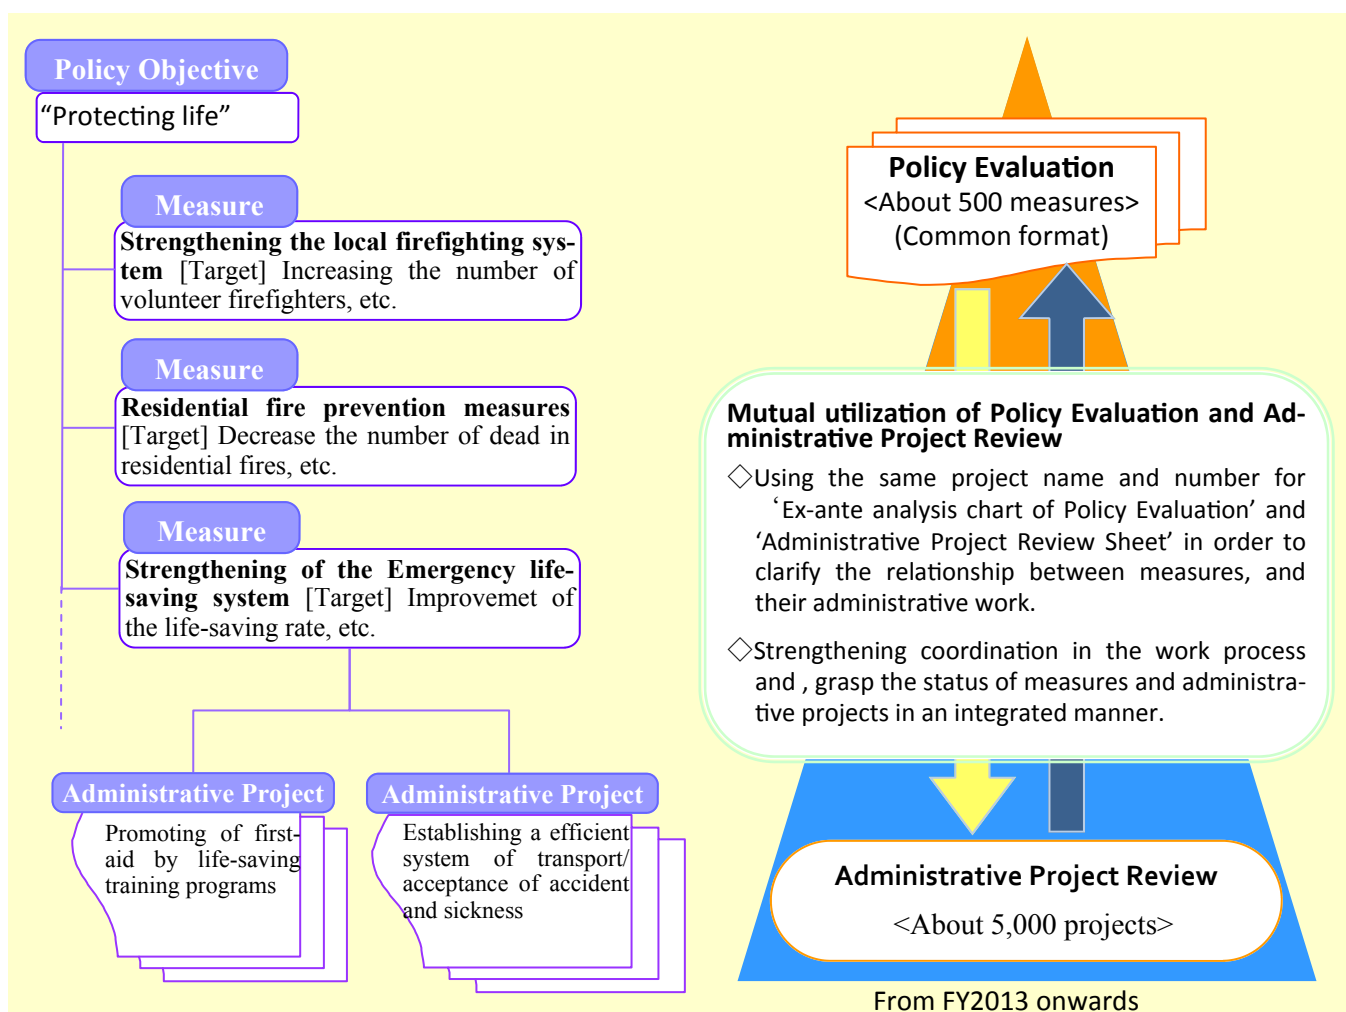 Policy Objective
“Protecting life”
Measure
Strengthening the local firefighting sys-
tem [Target] Increasing the number of
volunteer firefighters, etc.
Measure
Residential fire prevention measures
[Target] Decrease the number of dead in
residential fires, etc.
Measure
Strengthening of the Emergency life-
saving system [Target] Improvemet of
the life-saving rate, etc.
Administrative Project
Promoting of first-
aid by life-saving
training programs
Administrative Project
Establishing a efficient
system of transport/
acceptance of accident
and sickness
Policy Evaluation
<About 500 measures>
(Common format)
Mutual utilization of Policy Evaluation and Ad-
ministrative Project Review
◇Using the same project name and number for
‘Ex-ante analysis chart of Policy Evaluation’ and
‘Administrative Project Review Sheet’ in order to
clarify the relationship between measures, and
their administrative work.
◇Strengthening coordination in the work process
and , grasp the status of measures and administra-
tive projects in an integrated manner.
Administrative Project Review
<About 5,000 projects>
From FY2013 onwards